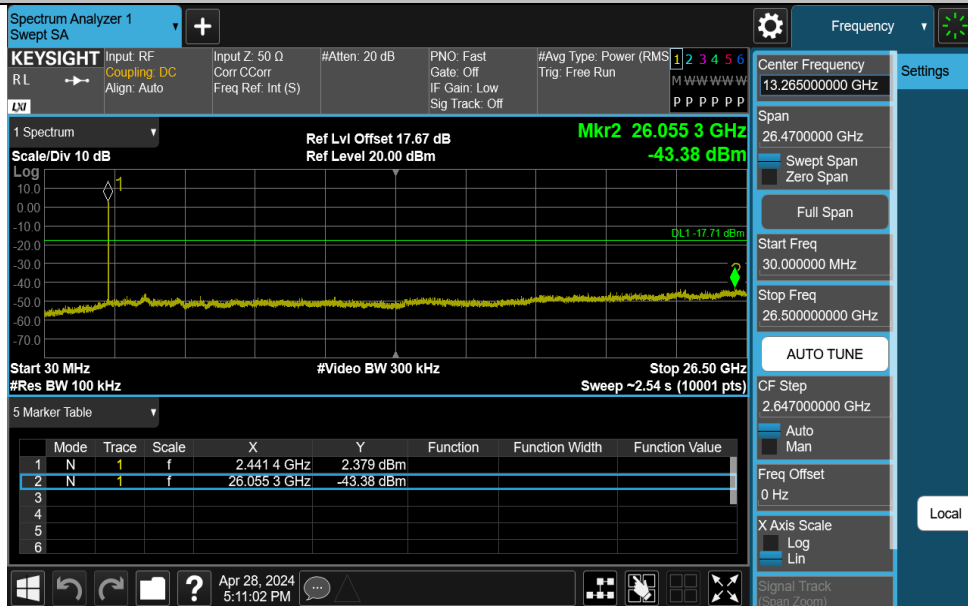 Spectrum Analyzer 1
Swept SA
+
Frequency
KEYSIGHT
RL
LXI
Input: RF
Coupling: DC
Align: Auto
Input Z: 50 Ω
Corr CCorr
Freq Ref: Int (S)
#Atten: 20 dB
PNO: Fast
Gate: Off
IF Gain: Low
Sig Track: Off
#Avg Type: Power (RMS
Trig: Free Run
1 2 3 4 5 6
M W W W W W
P P P P P P
1 Spectrum
Scale/Div 10 dB
Ref Lvl Offset 17.67 dB
Ref Level 20.00 dBm
Mkr2 26.055 3 GHz
-43.38 dBm
Log
10.0
0.00
-10.0
-20.0
-30.0
-40.0
-50.0
-60.0
-70.0
1
DL1 -17.71 dBm
2
Start 30 MHz
#Res BW 100 kHz
#Video BW 300 kHz
Stop 26.50 GHz
Sweep ~2.54 s (10001 pts)
5 Marker Table
Mode Trace Scale X Y Function Function Width Function Value
1 N 1 f 2.441 4 GHz 2.379 dBm
2 N 1 f 26.055 3 GHz -43.38 dBm
3
4
5
6
?
Apr 28, 2024
5:11:02 PM
Center Frequency
13.265000000 GHz
Span
26.4700000 GHz
Swept Span
Zero Span
Full Span
Start Freq
30.000000 MHz
Stop Freq
26.500000000 GHz
AUTO TUNE
CF Step
2.647000000 GHz
Auto
Man
Freq Offset
0 Hz
X Axis Scale
Log
Lin
Signal Track
(Span Zoom)
Settings
Local